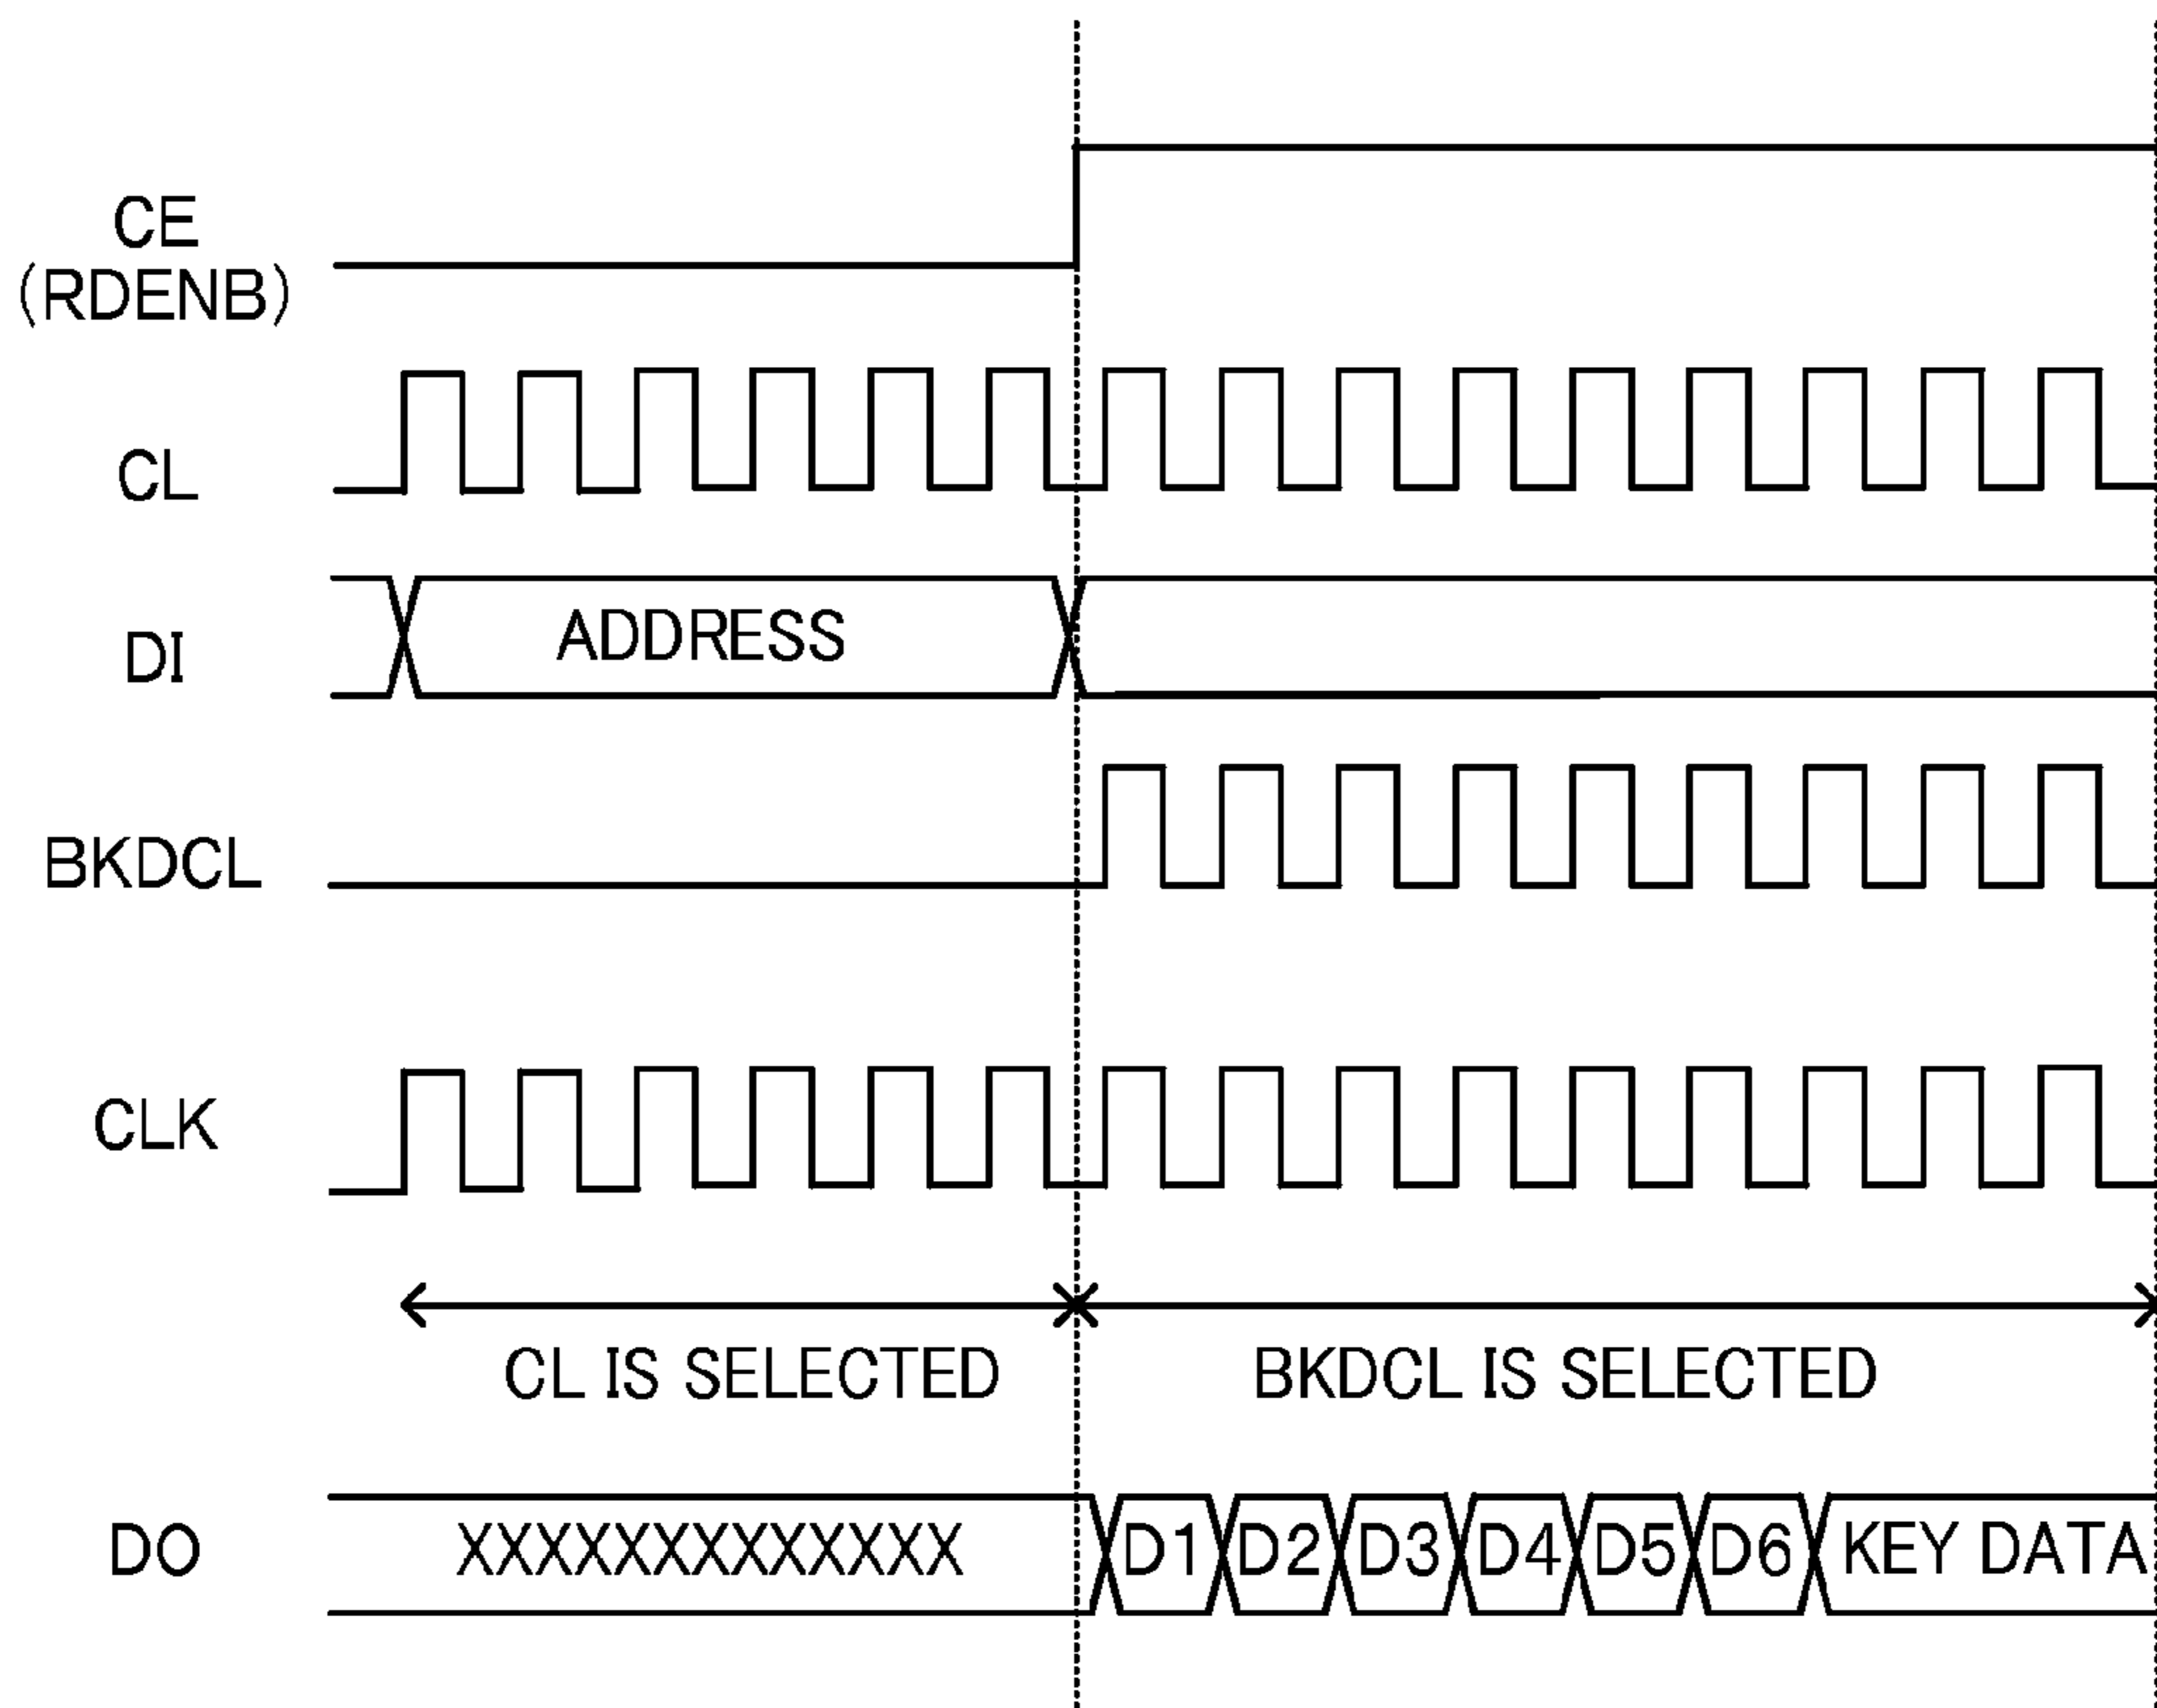 CE
(RDENB)
CL
DI
ADDRESS
BKDCL
CLK
CL IS SELECTED
BKDCL IS SELECTED
DO
XXXXXXXXXXXXX
D1
D2
D3
D4
D5
D6
KEY DATA